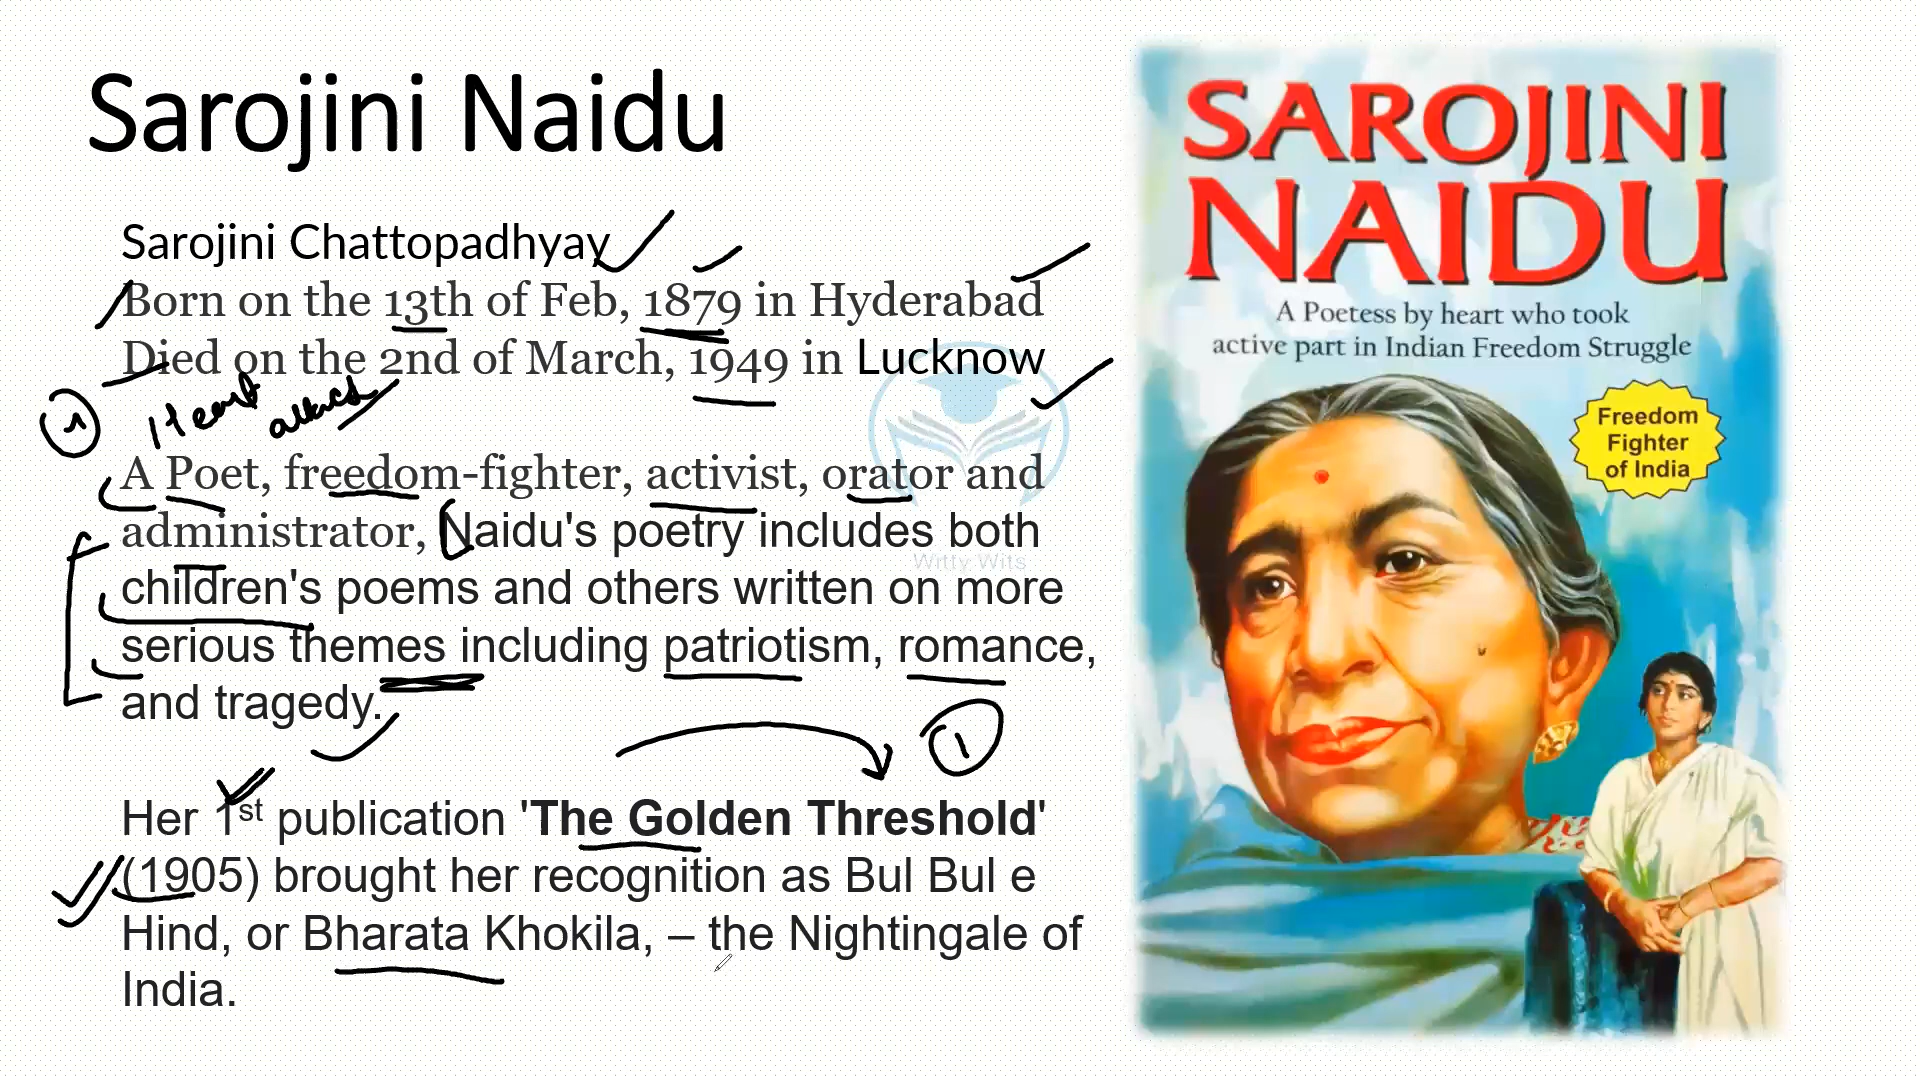 Sarojini Naidu
Sarojini Chattopadhyay
Born on the 13th of Feb, 1879 in Hyderabad
Died on the 2nd of March, 1949 in Lucknow
Heart attack
A Poet, freedom-fighter, activist, orator and
administrator, Naidu's poetry includes both
children's poems and others written on more
serious themes including patriotism, romance,
and tragedy.
1
Her 1st publication 'The Golden Threshold'
(1905) brought her recognition as Bul Bul e
Hind, or Bharata Khokila, – the Nightingale of
India.
Witty Wits
SAROJINI
NAIDU
A Poetess by heart who took
active part in Indian Freedom Struggle
Freedom
Fighter
of India